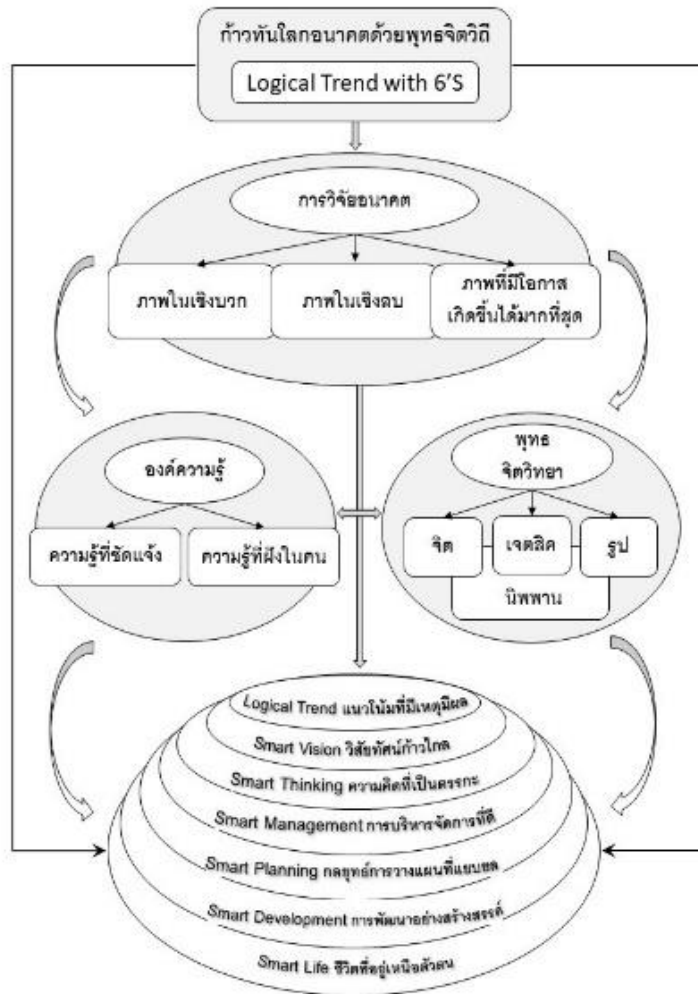 ก้าวทันโลกอนาคตด้วยพุทธจิตวิถี
Logical Trend with 6'S
การวิจัยอนาคต
ภาพในเชิงบวก
ภาพในเชิงลบ
ภาพที่มีโอกาส
เกิดขึ้นได้มากที่สุด
องค์ความรู้
ความรู้ที่ชัดแจ้ง
ความรู้ที่ฝังในคน
พุทธ
จิตวิทยา
จิต
เจตสิค
รูป
นิพพาน
Logical Trend แนวโน้มที่มีเหตุมีผล
Smart Vision วิสัยทัศน์ก้าวไกล
Smart Thinking ความคิดที่เป็นตรรกะ
Smart Management การบริหารจัดการที่ดี
Smart Planning กลยุทธ์การวางแผนที่แยบยล
Smart Development การพัฒนาอย่างสร้างสรรค์
Smart Life ชีวิตที่อยู่เหนือตัวตน